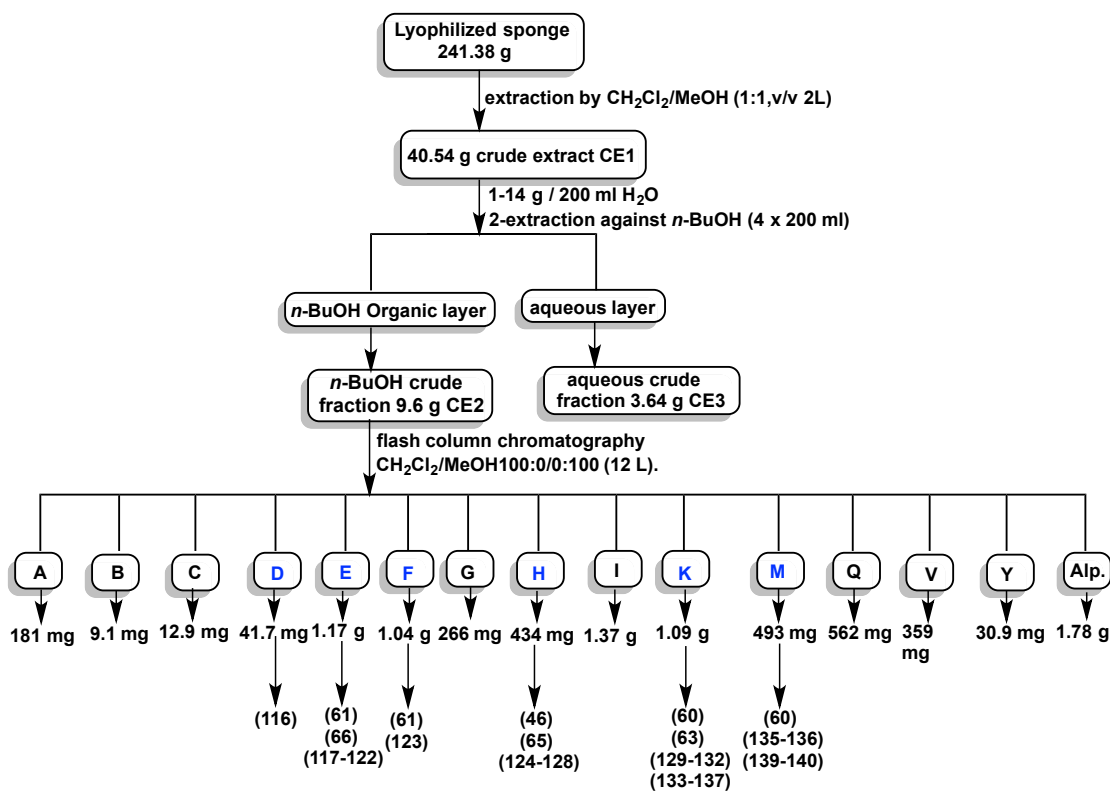 Lyophilized sponge
241.38 g
extraction by CH₂Cl₂/MeOH (1:1,v/v 2L)
40.54 g crude extract CE1
1-14 g / 200 ml H₂O
2-extraction against n-BuOH (4 x 200 ml)
n-BuOH Organic layer
aqueous layer
n-BuOH crude
fraction 9.6 g CE2
aqueous crude
fraction 3.64 g CE3
flash column chromatography
CH₂Cl₂/MeOH100:0/0:100 (12 L).
A B C D E F G H I K M Q V Y Alp.
181 mg 9.1 mg 12.9 mg 41.7 mg 1.17 g 1.04 g 266 mg 434 mg 1.37 g 1.09 g 493 mg 562 mg 359 mg 30.9 mg 1.78 g
(116)
(61)
(66)
(117-122)
(61)
(123)
(46)
(65)
(124-128)
(60)
(63)
(129-132)
(133-137)
(60)
(135-136)
(139-140)